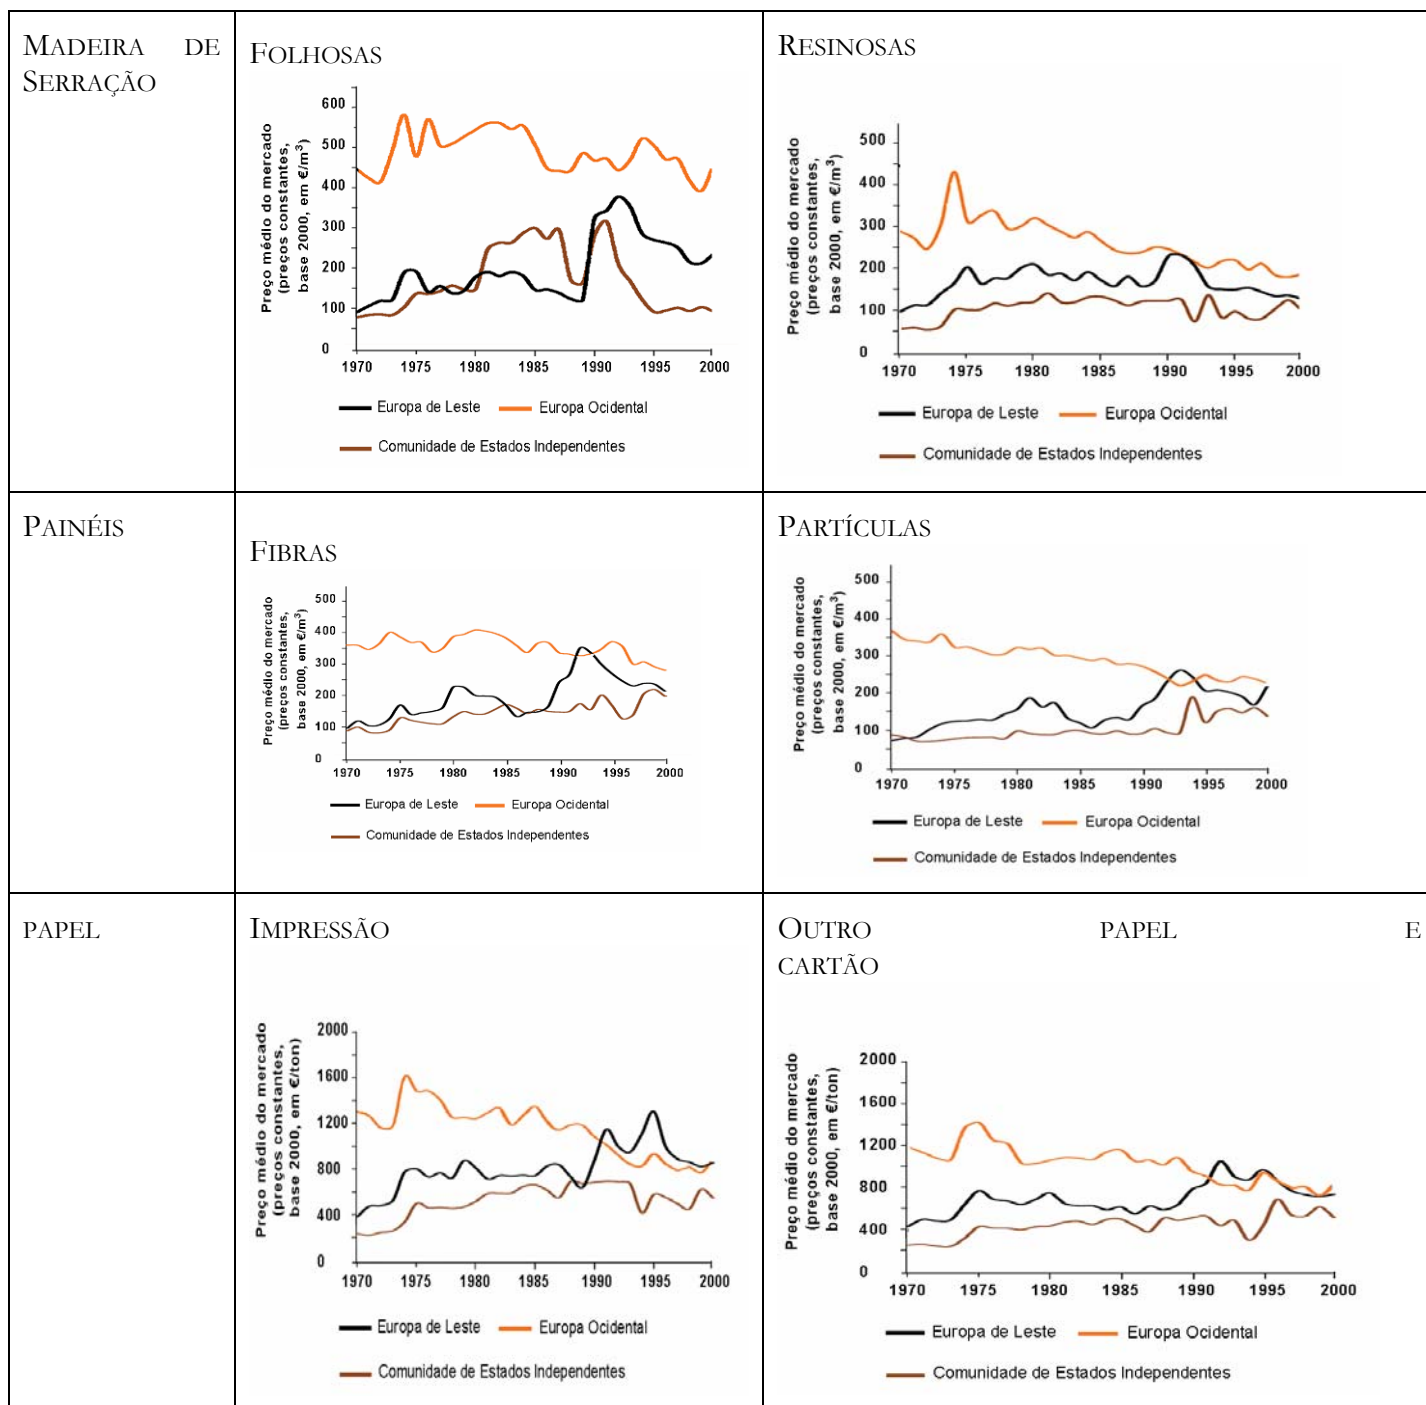 MADEIRA DE
SERRAÇÃO
FOLHOSAS
Preço médio do mercado
(preços constantes,
base 2000, em €/m³)
600
500
400
300
200
100
0
1970 1975 1980 1985 1990 1995 2000
Europa de Leste Europa Ocidental
Comunidade de Estados Independentes
RESINOSAS
Preço médio do mercado
(preços constantes,
base 2000, em €/m³)
500
400
300
200
100
0
1970 1975 1980 1985 1990 1995 2000
Europa de Leste Europa Ocidental
Comunidade de Estados Independentes
PAINÉIS
FIBRAS
Preço médio do mercado
(preços constantes,
base 2000, em €/m³)
500
400
300
200
100
0
1970 1975 1980 1985 1990 1995 2000
Europa de Leste Europa Ocidental
Comunidade de Estados Independentes
PARTÍCULAS
Preço médio do mercado
(preços constantes,
base 2000, em €/m³)
500
400
300
200
100
0
1970 1975 1980 1985 1990 1995 2000
Europa de Leste Europa Ocidental
Comunidade de Estados Independentes
PAPEL
IMPRESSÃO
Preço médio do mercado
(preços constantes,
base 2000, em €/ton)
2000
1600
1200
800
400
0
1970 1975 1980 1985 1990 1995 2000
Europa de Leste Europa Ocidental
Comunidade de Estados Independentes
OUTRO PAPEL E
CARTÃO
Preço médio do mercado
(preços constantes,
base 2000, em €/ton)
2000
1600
1200
800
400
0
1970 1975 1980 1985 1990 1995 2000
Europa de Leste Europa Ocidental
Comunidade de Estados Independentes